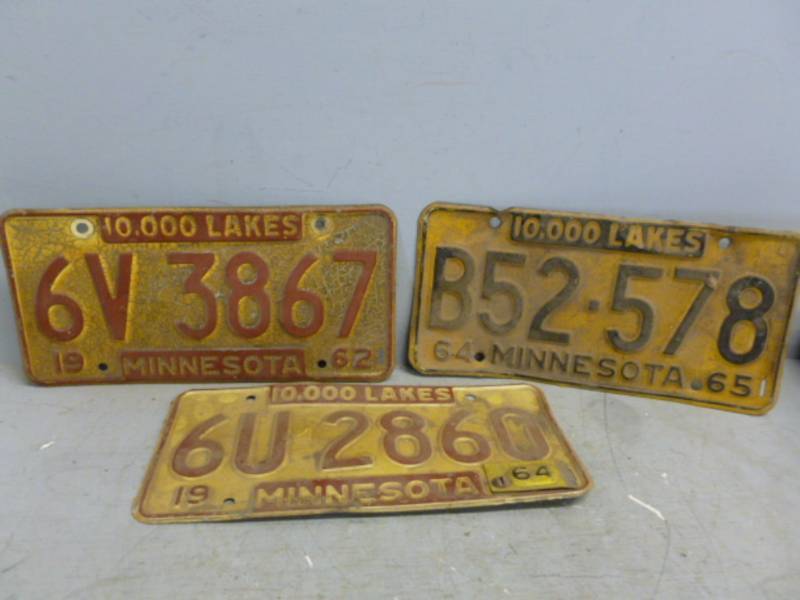 10,000 LAKES
6V 3867
19 MINNESOTA 62
10,000 LAKES
B52·578
64 MINNESOTA 65
10,000 LAKES
6U 2860
19 MINNESOTA 64